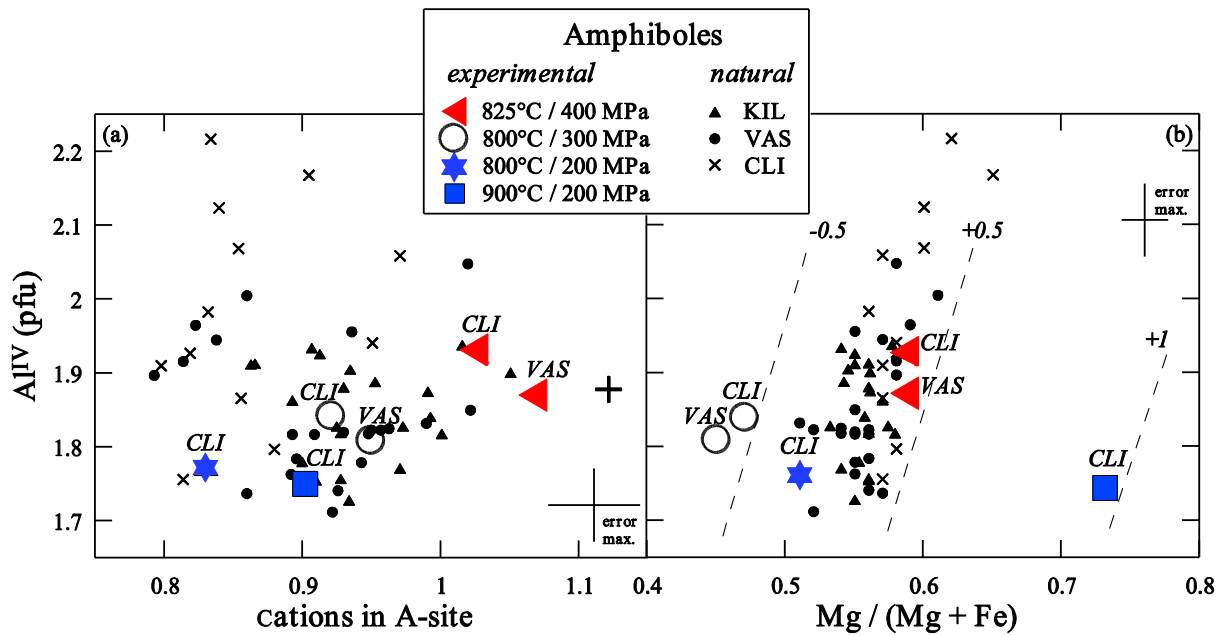 Amphiboles
experimental natural
825°C / 400 MPa KIL
800°C / 300 MPa VAS
800°C / 200 MPa CLI
900°C / 200 MPa
(a)
2.2
2.1
2
1.9
1.8
1.7
Al^IV (pfu)
CLI
VAS
CLI
VAS
CLI
CLI
error
max.
0.8 0.9 1 1.1
Cations in A-site
(b)
error
max.
-0.5 +0.5
+1
CLI
VAS
CLI
VAS
CLI
CLI
0.4 0.5 0.6 0.7 0.8
Mg / (Mg + Fe)